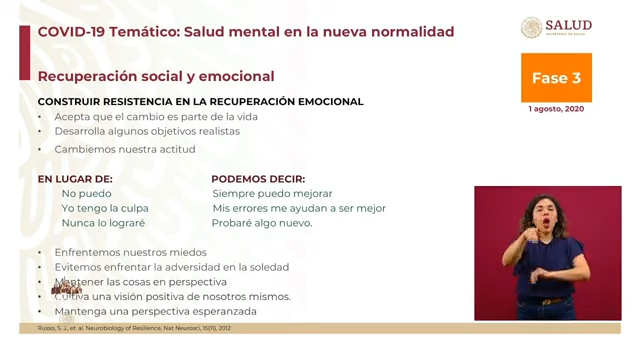 COVID-19 Temático: Salud mental en la nueva normalidad
SALUD
SECRETARÍA DE SALUD
Recuperación social y emocional
Fase 3
1 agosto, 2020
CONSTRUIR RESISTENCIA EN LA RECUPERACIÓN EMOCIONAL
• Acepta que el cambio es parte de la vida
• Desarrolla algunos objetivos realistas
• Cambiemos nuestra actitud
EN LUGAR DE: PODEMOS DECIR:
No puedo Siempre puedo mejorar
Yo tengo la culpa Mis errores me ayudan a ser mejor
Nunca lo lograré Probaré algo nuevo.
• Enfrentemos nuestros miedos
• Evitemos enfrentar la adversidad en la soledad
• Mantener las cosas en perspectiva
• Cultiva una visión positiva de nosotros mismos.
• Mantenga una perspectiva esperanzada
Russo, S. J., et. al. Neurobiology of Resilience, Nat Neurosci, 15(11), 2012